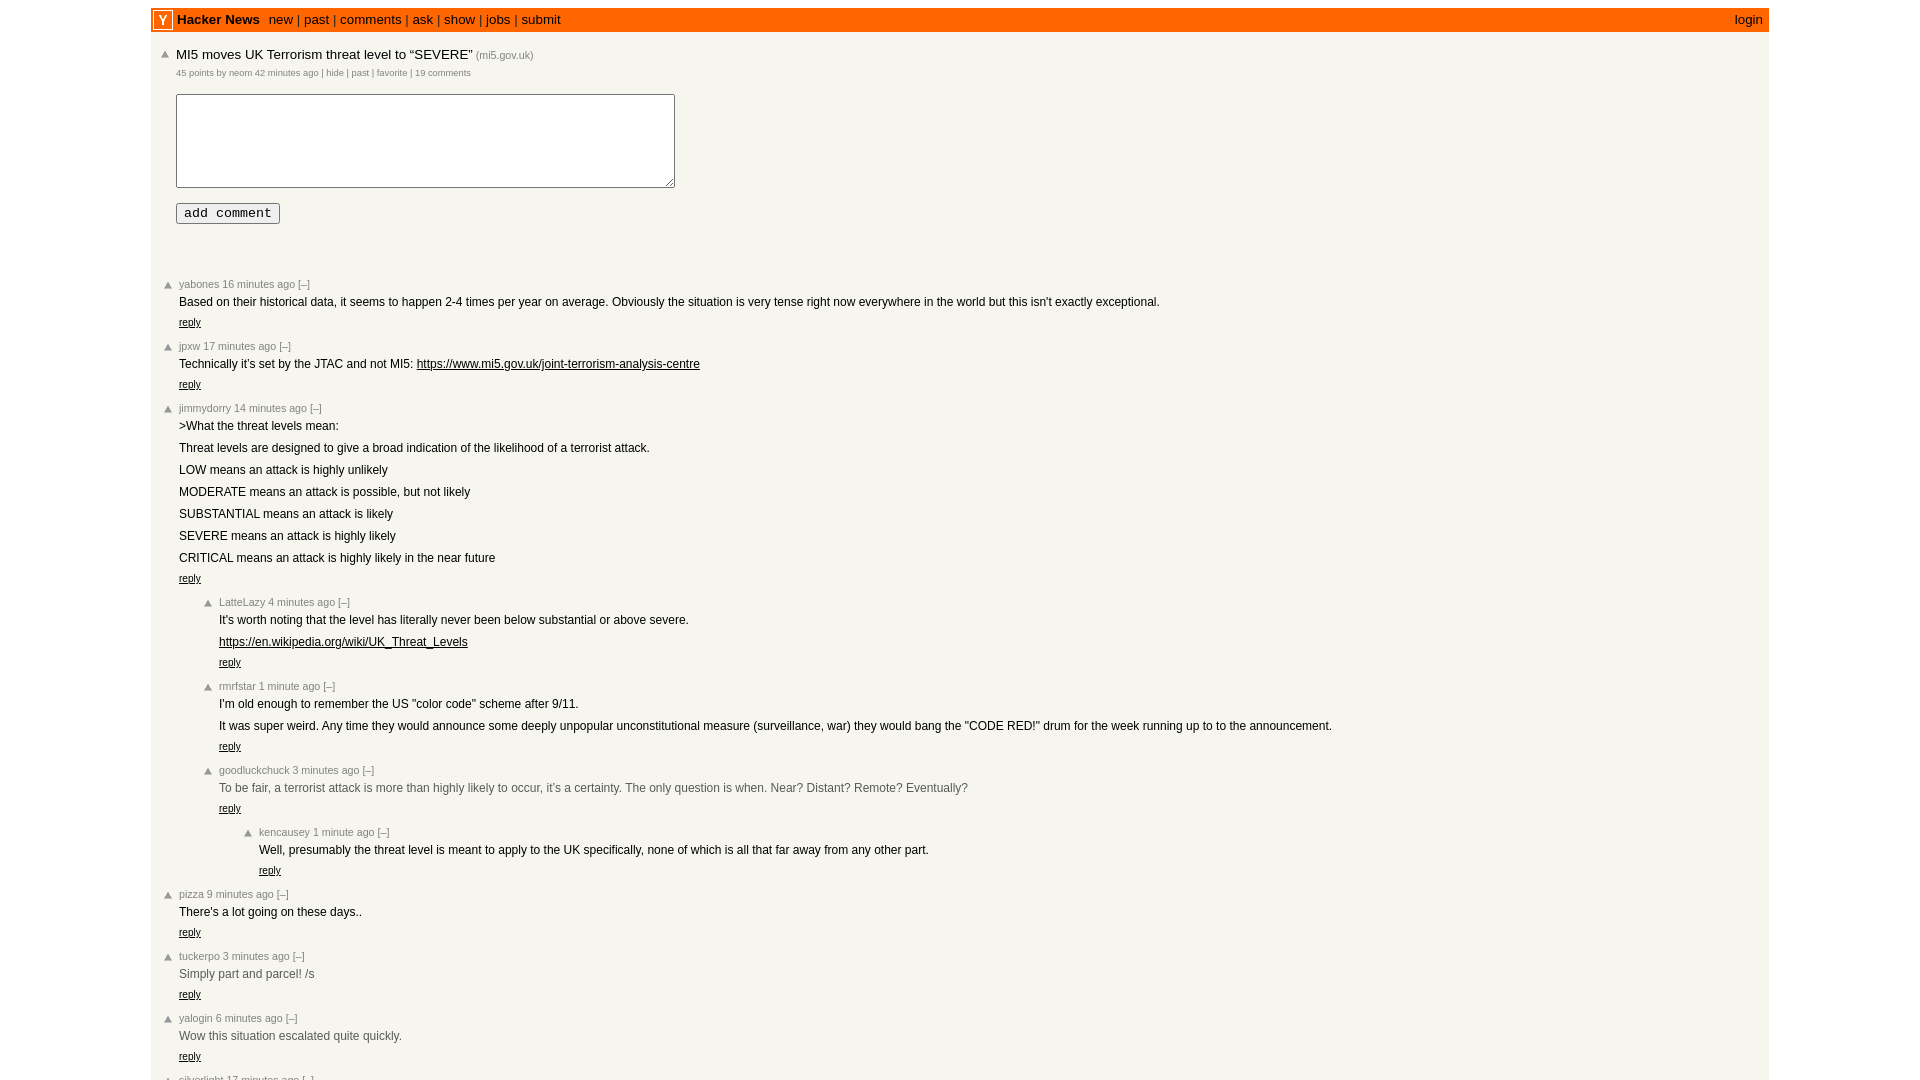 Y Hacker News new | past | comments | ask | show | jobs | submit login
MI5 moves UK Terrorism threat level to “SEVERE” (mi5.gov.uk)
45 points by neom 42 minutes ago | hide | past | favorite | 19 comments
add comment
yabones 16 minutes ago [–]
Based on their historical data, it seems to happen 2-4 times per year on average. Obviously the situation is very tense right now everywhere in the world but this isn't exactly exceptional.
reply
jpxw 17 minutes ago [–]
Technically it’s set by the JTAC and not MI5: https://www.mi5.gov.uk/joint-terrorism-analysis-centre
reply
jimmydorry 14 minutes ago [–]
>What the threat levels mean:
Threat levels are designed to give a broad indication of the likelihood of a terrorist attack.
LOW means an attack is highly unlikely
MODERATE means an attack is possible, but not likely
SUBSTANTIAL means an attack is likely
SEVERE means an attack is highly likely
CRITICAL means an attack is highly likely in the near future
reply
LatteLazy 4 minutes ago [–]
It's worth noting that the level has literally never been below substantial or above severe.
https://en.wikipedia.org/wiki/UK_Threat_Levels
reply
rmrfstar 1 minute ago [–]
I'm old enough to remember the US "color code" scheme after 9/11.
It was super weird. Any time they would announce some deeply unpopular unconstitutional measure (surveillance, war) they would bang the "CODE RED!" drum for the week running up to to the announcement.
reply
goodluckchuck 3 minutes ago [–]
To be fair, a terrorist attack is more than highly likely to occur, it’s a certainty. The only question is when. Near? Distant? Remote? Eventually?
reply
kencausey 1 minute ago [–]
Well, presumably the threat level is meant to apply to the UK specifically, none of which is all that far away from any other part.
reply
pizza 9 minutes ago [–]
There's a lot going on these days..
reply
tuckerpo 3 minutes ago [–]
Simply part and parcel! /s
reply
yalogin 6 minutes ago [–]
Wow this situation escalated quite quickly.
reply
silverlight 17 minutes ago [–]